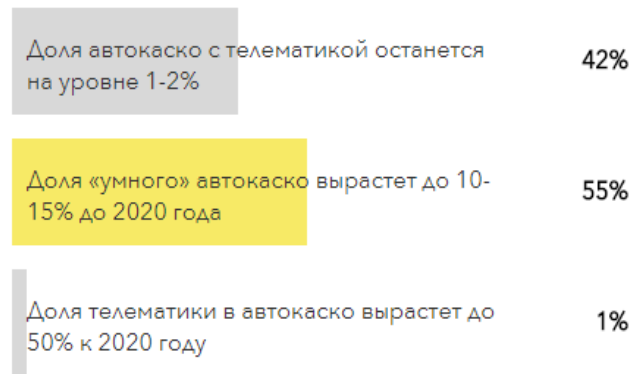 Доля автокаско с телематикой останется
на уровне 1-2%
42%
Доля «умного» автокаско вырастет до 10-
15% до 2020 года
55%
Доля телематики в автокаско вырастет до
50% к 2020 году
1%